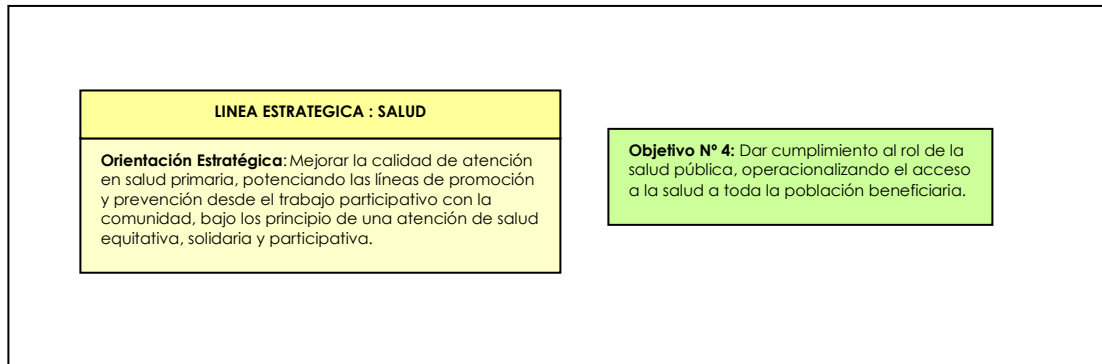 LINEA ESTRATEGICA : SALUD
Orientación Estratégica: Mejorar la calidad de atención
en salud primaria, potenciando las líneas de promoción
y prevención desde el trabajo participativo con la
comunidad, bajo los principio de una atención de salud
equitativa, solidaria y participativa.
Objetivo Nº 4: Dar cumplimiento al rol de la
salud pública, operacionalizando el acceso
a la salud a toda la población beneficiaria.